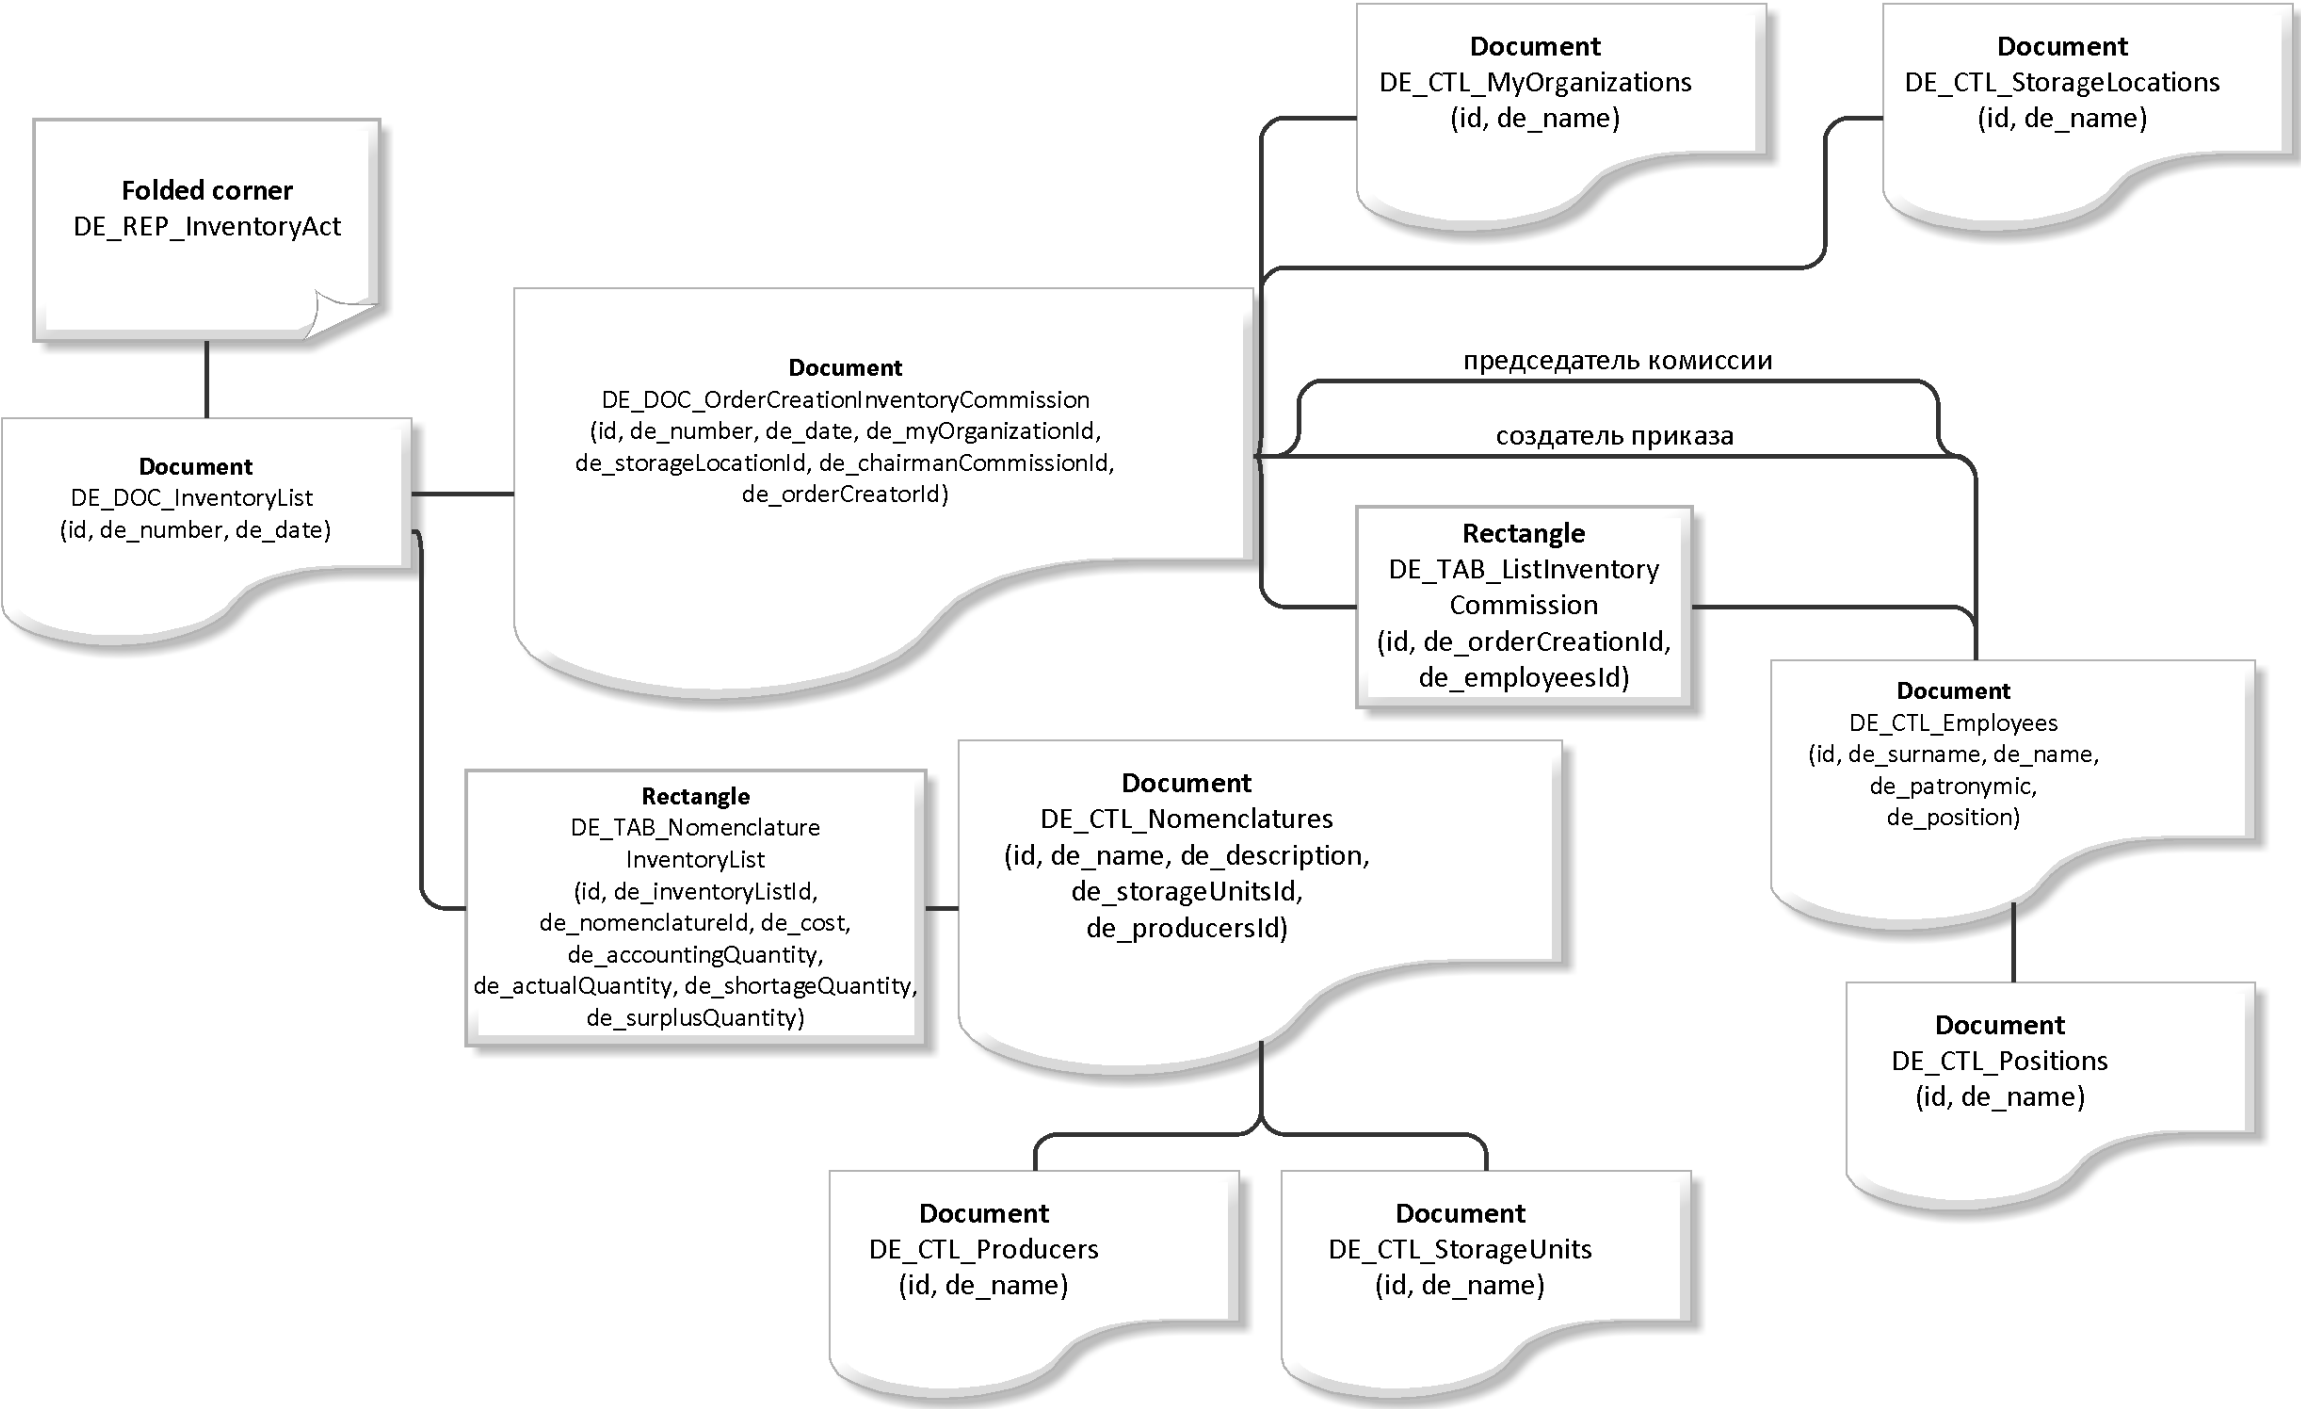 Document
DE_CTL_MyOrganizations
(id, de_name)
Document
DE_CTL_StorageLocations
(id, de_name)
Folded corner
DE_REP_InventoryAct
Document
DE_DOC_OrderCreationInventoryCommission
(id, de_number, de_date, de_myOrganizationId,
de_storageLocationId, de_chairmanCommissionId,
de_orderCreatorId)
председатель комиссии
создатель приказа
Document
DE_DOC_InventoryList
(id, de_number, de_date)
Rectangle
DE_TAB_ListInventory
Commission
(id, de_orderCreationId,
de_employeesId)
Document
DE_CTL_Employees
(id, de_surname, de_name,
de_patronymic,
de_position)
Rectangle
DE_TAB_Nomenclature
InventoryList
(id, de_inventoryListId,
de_nomenclatureId, de_cost,
de_accountingQuantity,
de_actualQuantity, de_shortageQuantity,
de_surplusQuantity)
Document
DE_CTL_Nomenclatures
(id, de_name, de_description,
de_storageUnitsId,
de_producersId)
Document
DE_CTL_Positions
(id, de_name)
Document
DE_CTL_Producers
(id, de_name)
Document
DE_CTL_StorageUnits
(id, de_name)